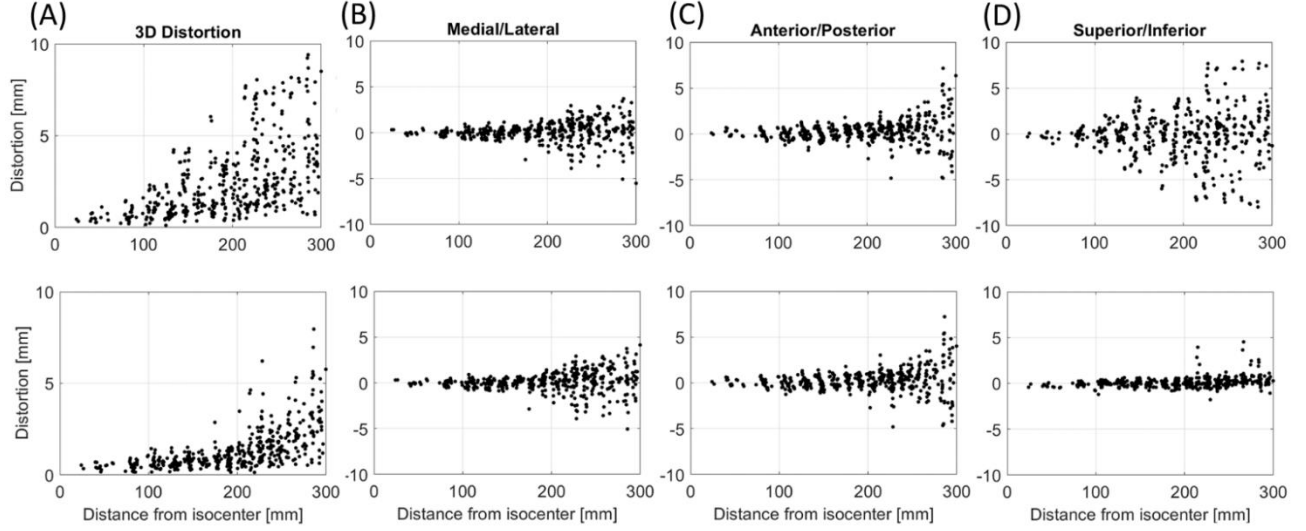 (A) (B) (C) (D)
3D Distortion Medial/Lateral Anterior/Posterior Superior/Inferior
10 10 10 10
5 5 5 5
Distortion [mm] 0 0 0
5 -5 -5 -5
0 -10 -10 -10
0 100 200 300 0 100 200 300 0 100 200 300 0 100 200 300
10 10 10 10
5 5 5 5
Distortion [mm] 0 0 0
5 -5 -5 -5
0 -10 -10 -10
0 100 200 300 0 100 200 300 0 100 200 300 0 100 200 300
Distance from isocenter [mm] Distance from isocenter [mm] Distance from isocenter [mm] Distance from isocenter [mm]